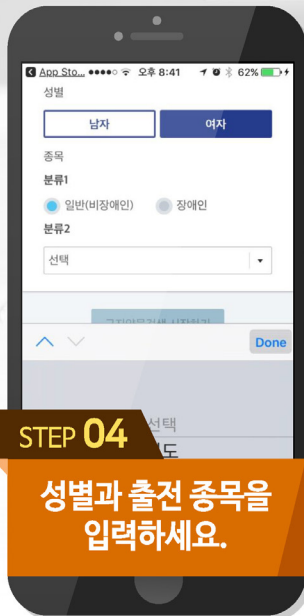 App Sto... 오후 8:41 62%
성별
남자 여자
종목
분류1
일반(비장애인) 장애인
분류2
선택
Done
선택
STEP 04
성별과 출전 종목을
입력하세요.